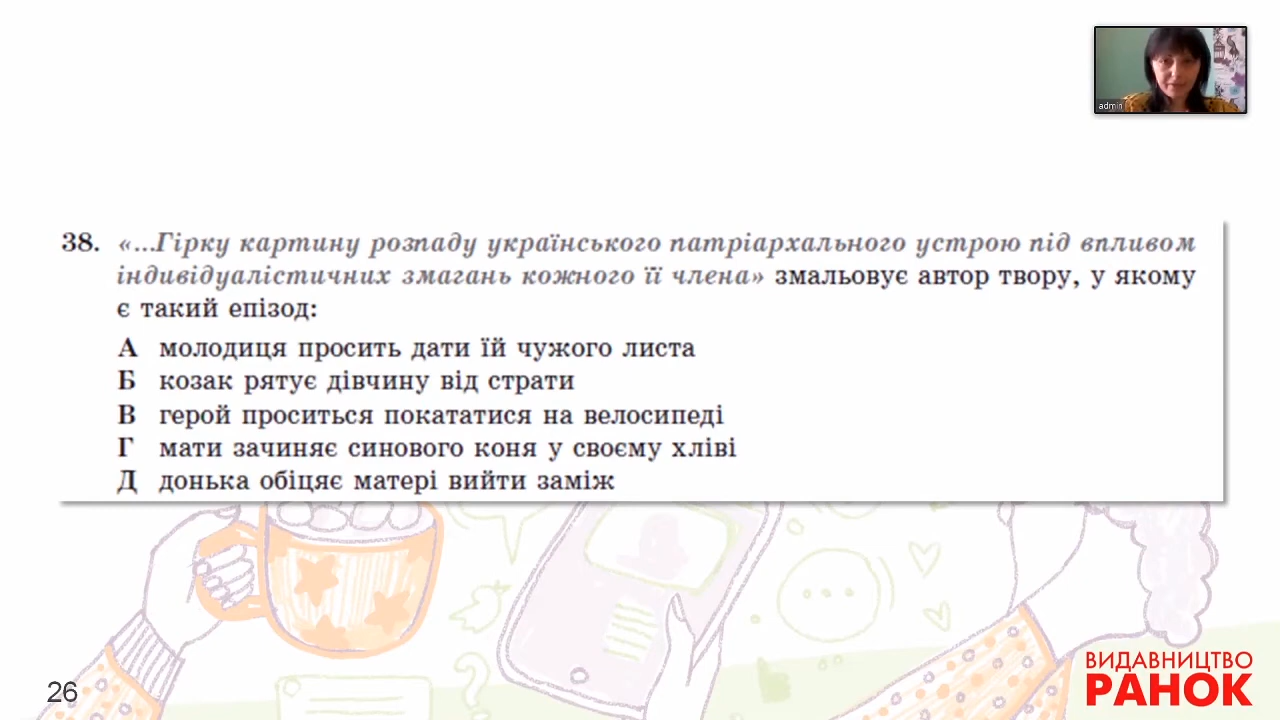 admin
38. «...Гірку картину розпаду українського патріархального устрою під впливом
індивідуалістичних змагань кожного її члена» змальовує автор твору, у якому
є такий епізод:
А молодиця просить дати їй чужого листа
Б козак рятує дівчину від страти
В герой проситься покататися на велосипеді
Г мати зачиняє синового коня у своєму хліві
Д донька обіцяє матері вийти заміж
26
ВИДАВНИЦТВО
РАНОК